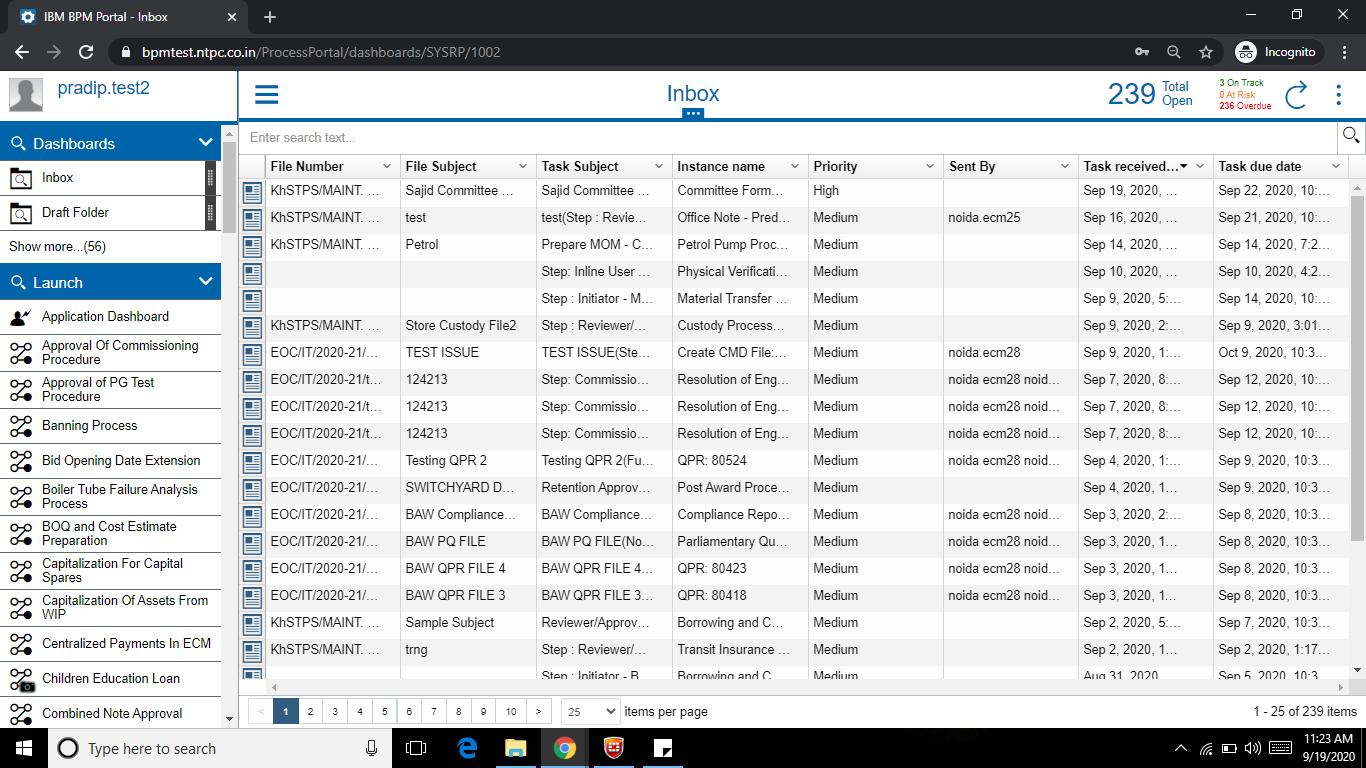 IBM BPM Portal - Inbox
bpmtest.ntpc.co.in/ProcessPortal/dashboards/SYSRP/1002
Incognito
pradip.test2
Inbox
239 Total Open
3 On Track
0 At Risk
236 Overdue
Dashboards
Inbox
Draft Folder
Show more...(56)
Launch
Application Dashboard
Approval Of Commissioning
Procedure
Approval of PG Test
Procedure
Banning Process
Bid Opening Date Extension
Boiler Tube Failure Analysis
Process
BOQ and Cost Estimate
Preparation
Capitalization For Capital
Spares
Capitalization Of Assets From
WIP
Centralized Payments In ECM
Children Education Loan
Combined Note Approval
Enter search text...
File Number File Subject Task Subject Instance name Priority Sent By Task received... Task due date
KhSTPS/MAINT. ... Sajid Committee ... Sajid Committee ... Committee Form... High Sep 19, 2020, ... Sep 22, 2020, 10:...
KhSTPS/MAINT. ... test test(Step : Revie... Office Note - Pred... Medium noida.ecm25 Sep 16, 2020, ... Sep 21, 2020, 10:...
KhSTPS/MAINT. ... Petrol Prepare MOM - C... Petrol Pump Proc... Medium Sep 14, 2020, ... Sep 14, 2020, 7:2...
Step: Inline User ... Physical Verificati... Medium Sep 10, 2020, ... Sep 10, 2020, 4:2...
Step : Initiator - M... Material Transfer ... Medium Sep 9, 2020, 5:... Sep 14, 2020, 10:...
KhSTPS/MAINT. ... Store Custody File2 Step : Reviewer/... Custody Process... Medium Sep 9, 2020, 2:... Sep 9, 2020, 3:01...
EOC/IT/2020-21/... TEST ISSUE TEST ISSUE(Ste... Create CMD File:... Medium noida.ecm28 Sep 9, 2020, 1:... Oct 9, 2020, 10:3...
EOC/IT/2020-21/t... 124213 Step: Commissio... Resolution of Eng... Medium noida ecm28 noid... Sep 7, 2020, 8:... Sep 12, 2020, 10:...
EOC/IT/2020-21/t... 124213 Step: Commissio... Resolution of Eng... Medium noida ecm28 noid... Sep 7, 2020, 8:... Sep 12, 2020, 10:...
EOC/IT/2020-21/t... 124213 Step: Commissio... Resolution of Eng... Medium noida ecm28 noid... Sep 7, 2020, 8:... Sep 12, 2020, 10:...
EOC/IT/2020-21/... Testing QPR 2 Testing QPR 2(Fu... QPR: 80524 Medium noida ecm28 noid... Sep 4, 2020, 1:... Sep 9, 2020, 10:3...
EOC/IT/2020-21/... SWITCHYARD D... Retention Approv... Post Award Proce... Medium Sep 4, 2020, 1... Sep 9, 2020, 10:3...
EOC/IT/2020-21/... BAW Compliance... BAW Compliance... Compliance Repo... Medium noida ecm28 noid... Sep 3, 2020, 2:... Sep 8, 2020, 10:3...
EOC/IT/2020-21/... BAW PQ FILE BAW PQ FILE(No... Parliamentary Qu... Medium noida ecm28 noid... Sep 3, 2020, 1... Sep 8, 2020, 10:3...
EOC/IT/2020-21/... BAW QPR FILE 4 BAW QPR FILE 4... QPR: 80423 Medium noida ecm28 noid... Sep 3, 2020, 1... Sep 8, 2020, 10:3...
EOC/IT/2020-21/... BAW QPR FILE 3 BAW QPR FILE 3... QPR: 80418 Medium noida ecm28 noid... Sep 3, 2020, 1... Sep 8, 2020, 10:3...
KhSTPS/MAINT. ... Sample Subject Reviewer/Approv... Borrowing and C... Medium Sep 2, 2020, 5:... Sep 7, 2020, 10:3...
KhSTPS/MAINT. ... trng Step : Reviewer/... Transit Insurance ... Medium Sep 2, 2020, 1... Sep 2, 2020, 1:17...
Step : Initiator - B... Borrowing and C... Medium Aug 31, 2020, ... Sep 5, 2020, 10:3...
< 1 2 3 4 5 6 7 8 9 10 > 25 items per page 1 - 25 of 239 items
Type here to search
11:23 AM
9/19/2020